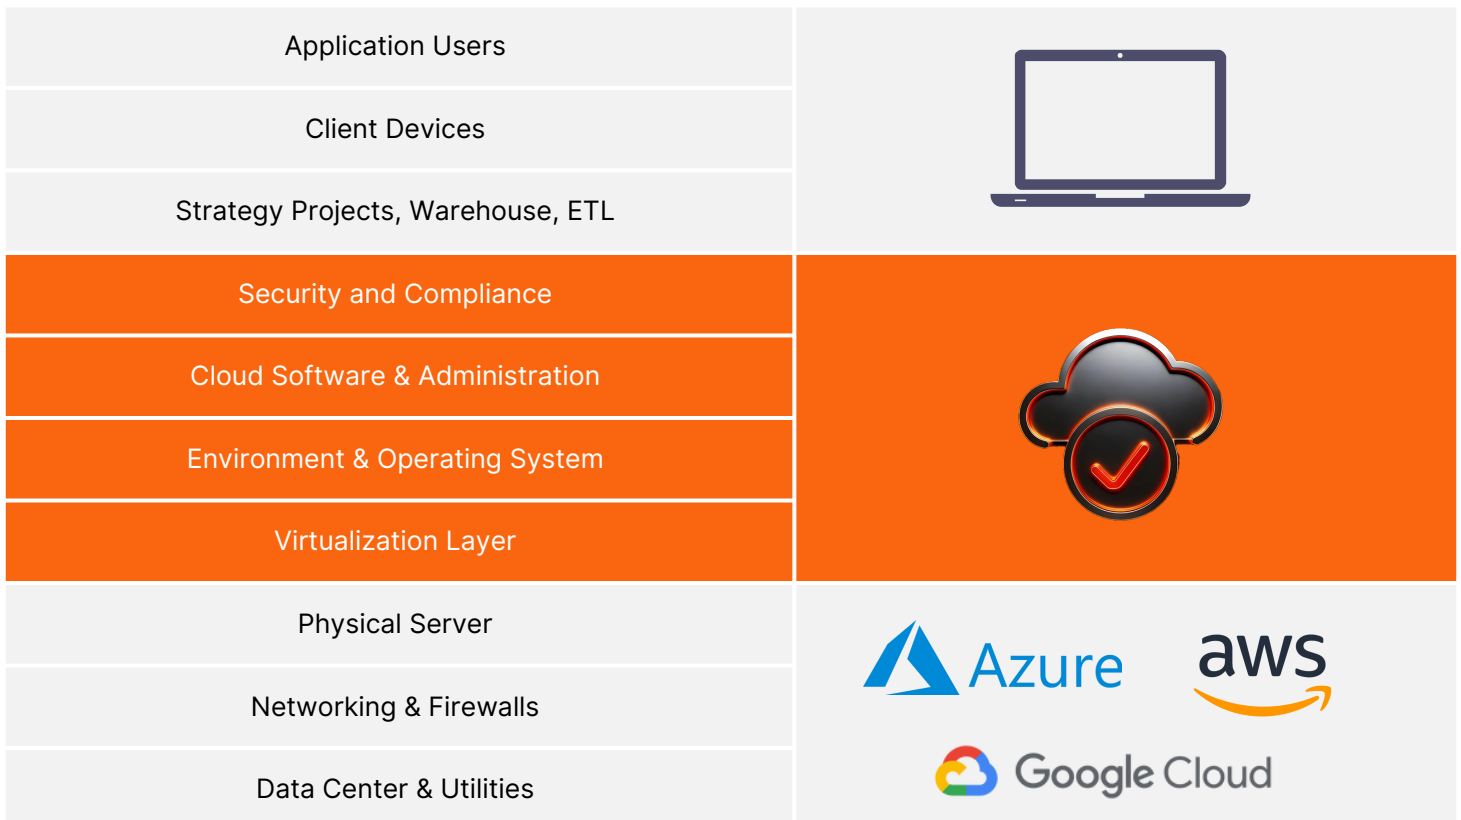 Application Users
Client Devices
Strategy Projects, Warehouse, ETL
Security and Compliance
Cloud Software & Administration
Environment & Operating System
Virtualization Layer
Physical Server
Networking & Firewalls
Data Center & Utilities
Azure
aws
Google Cloud